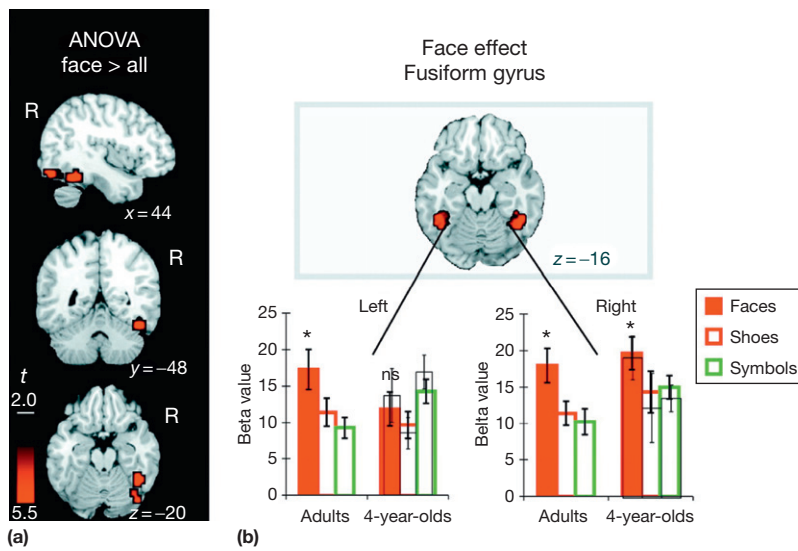 ANOVA
face > all
R
x = 44
R
y = −48
t
2.0
R
5.5
z = −20
(a)
Face effect
Fusiform gyrus
z = −16
Left
Right
Faces
Shoes
Symbols
Beta value
25
20
15
10
5
0
*
ns
Adults
4-year-olds
Belta value
25
20
15
10
5
0
*
*
Adults
4-year-olds
(b)